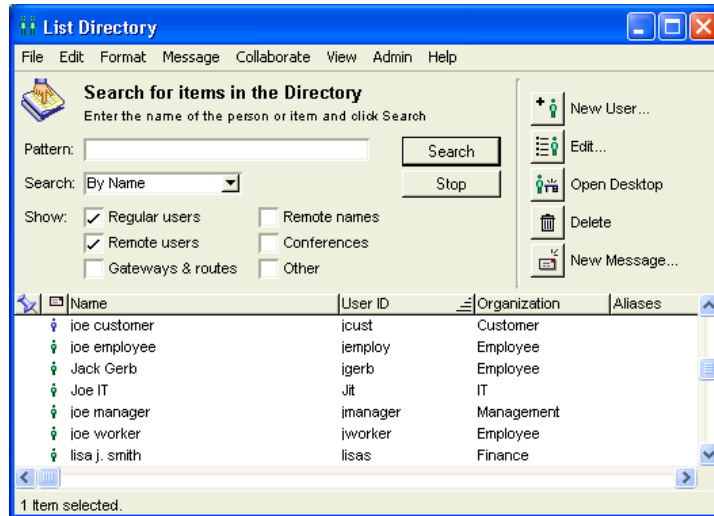 List Directory
File Edit Format Message Collaborate View Admin Help
Search for items in the Directory
Enter the name of the person or item and click Search
Pattern:
Search
Search: By Name
Stop
Show: Regular users Remote names
Remote users Conferences
Gateways & routes Other
New User...
Edit...
Open Desktop
Delete
New Message...
Name User ID Organization Aliases
joe customer jcust Customer
joe employee jemploy Employee
Jack Gerb jgerb Employee
Joe IT Jit IT
joe manager jmanager Management
joe worker jworker Employee
lisa j. smith lisas Finance
1 Item selected.